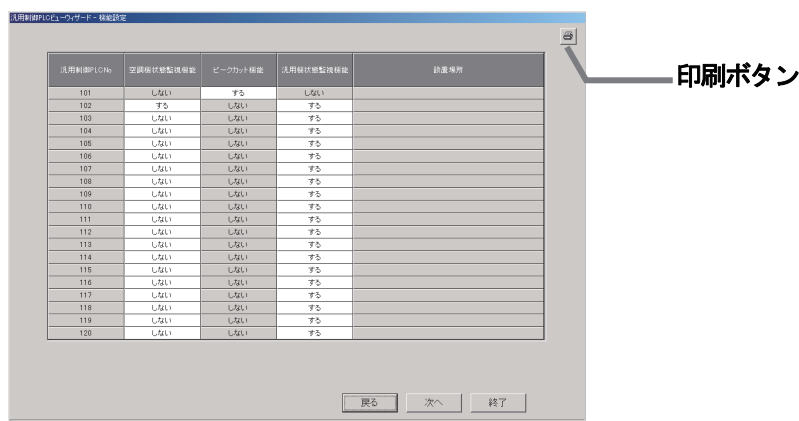 汎用制御PLCビューウィザード - 機能設定
印刷ボタン
汎用制御PLCNo 空調機状態監視機能 ピークカット機能 汎用機状態監視機能 設置場所
101 しない する しない
102 する しない する
103 しない しない する
104 しない しない する
105 しない しない する
106 しない しない する
107 しない しない する
108 しない しない する
109 しない しない する
110 しない しない する
111 しない しない する
112 しない しない する
113 しない しない する
114 しない しない する
115 しない しない する
116 しない しない する
117 しない しない する
118 しない しない する
119 しない しない する
120 しない しない する
戻る 次へ 終了